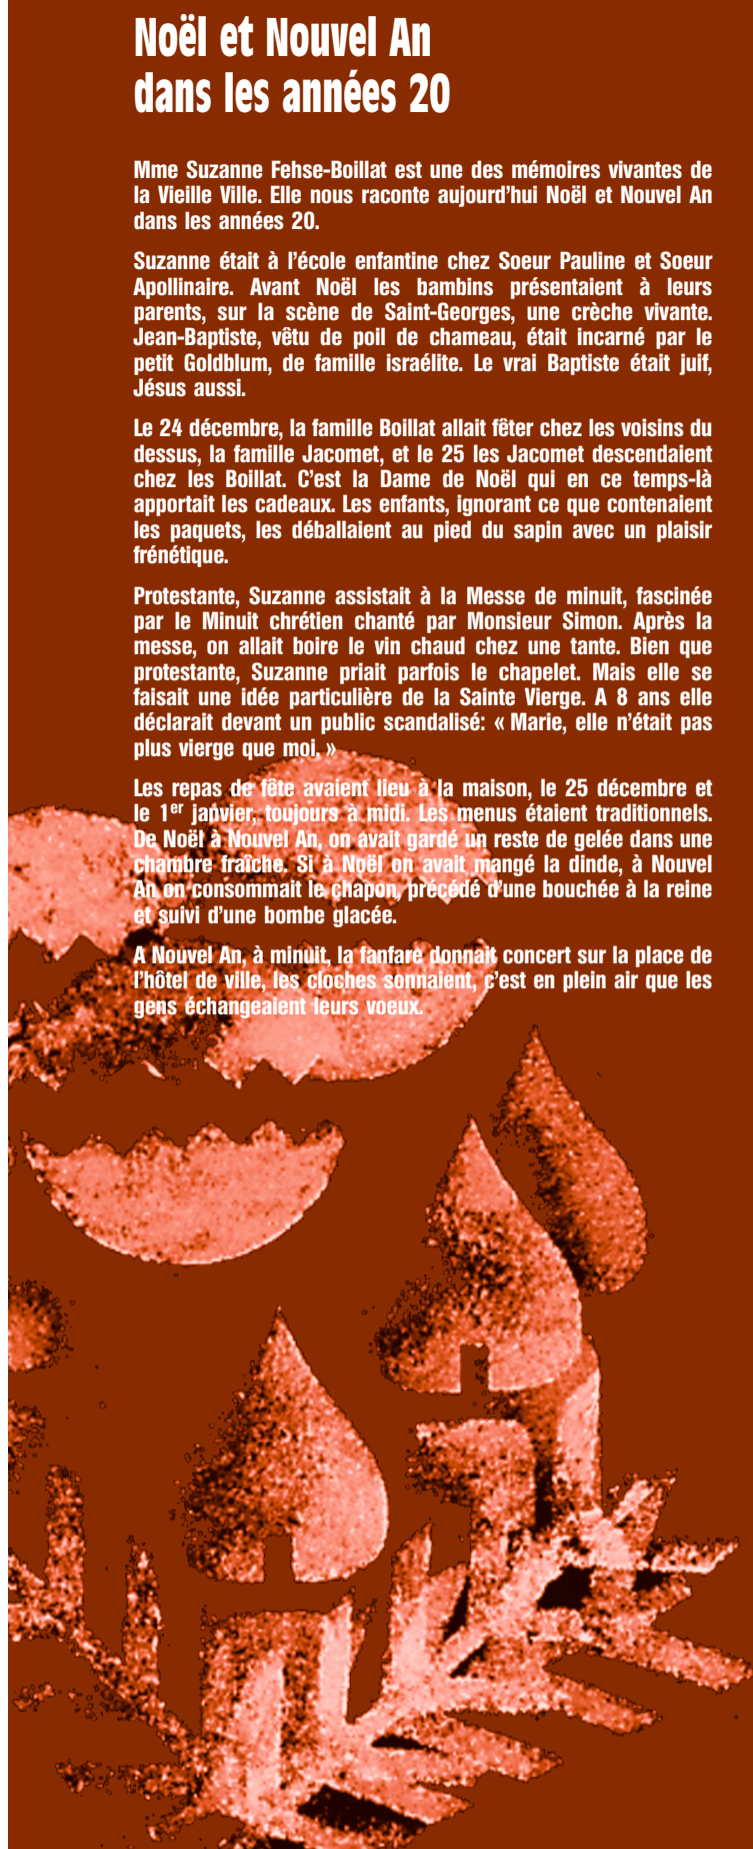 Noël et Nouvel An
dans les années 20
Mme Suzanne Fehse-Boillat est une des mémoires vivantes de
la Vieille Ville. Elle nous raconte aujourd’hui Noël et Nouvel An
dans les années 20.
Suzanne était à l’école enfantine chez Soeur Pauline et Soeur
Apollinaire. Avant Noël les bambins présentaient à leurs
parents, sur la scène de Saint-Georges, une crèche vivante.
Jean-Baptiste, vêtu de poil de chameau, était incarné par le
petit Goldblum, de famille israélite. Le vrai Baptiste était juif,
Jésus aussi.
Le 24 décembre, la famille Boillat allait fêter chez les voisins du
dessus, la famille Jacomet, et le 25 les Jacomet descendaient
chez les Boillat. C’est la Dame de Noël qui en ce temps-là
apportait les cadeaux. Les enfants, ignorant ce que contenaient
les paquets, les déballaient au pied du sapin avec un plaisir
frénétique.
Protestante, Suzanne assistait à la Messe de minuit, fascinée
par le Minuit chrétien chanté par Monsieur Simon. Après la
messe, on allait boire le vin chaud chez une tante. Bien que
protestante, Suzanne priait parfois le chapelet. Mais elle se
faisait une idée particulière de la Sainte Vierge. A 8 ans elle
déclarait devant un public scandalisé: « Marie, elle n’était pas
plus vierge que moi. »
Les repas de fête avaient lieu à la maison, le 25 décembre et
le 1er janvier, toujours à midi. Les menus étaient traditionnels.
De Noël à Nouvel An, on avait gardé un reste de gelée dans une
chambre fraîche. Si à Noël on avait mangé la dinde, à Nouvel
An on consommait le chapon, précédé d’une bouchée à la reine
et suivi d’une bombe glacée.
A Nouvel An, à minuit, la fanfare donnait concert sur la place de
l’hôtel de ville, les cloches sonnaient, c’est en plein air que les
gens échangeaient leurs voeux.